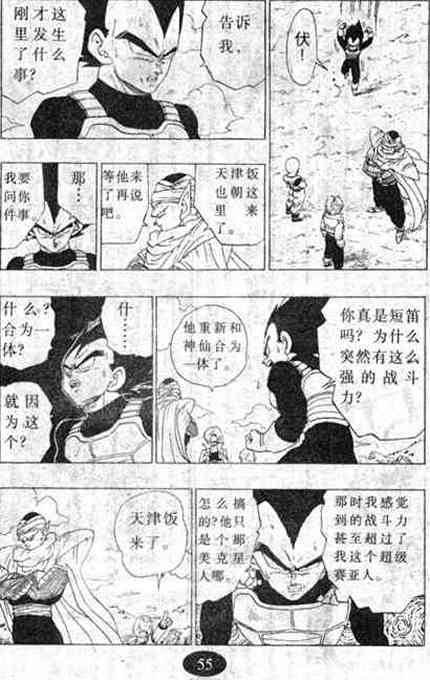 伏!
告诉
我,
刚才这
里发生
了什么
事?
天津饭
也朝这
里来
了。
等他来
了再说
吧。
那…
我要
问你
件事。
你真是短笛
吗?为什么
突然有这么
强的战斗
力?
他重新和
神仙合为
一体了。
什……
什么?
合为一
体?
就因
为这
个?
那时我感觉
到的战斗力
甚至超过了
我这个超级
赛亚人。
怎么搞
的?他只
是个那
美克星
人哪。
天津饭
来了。
55